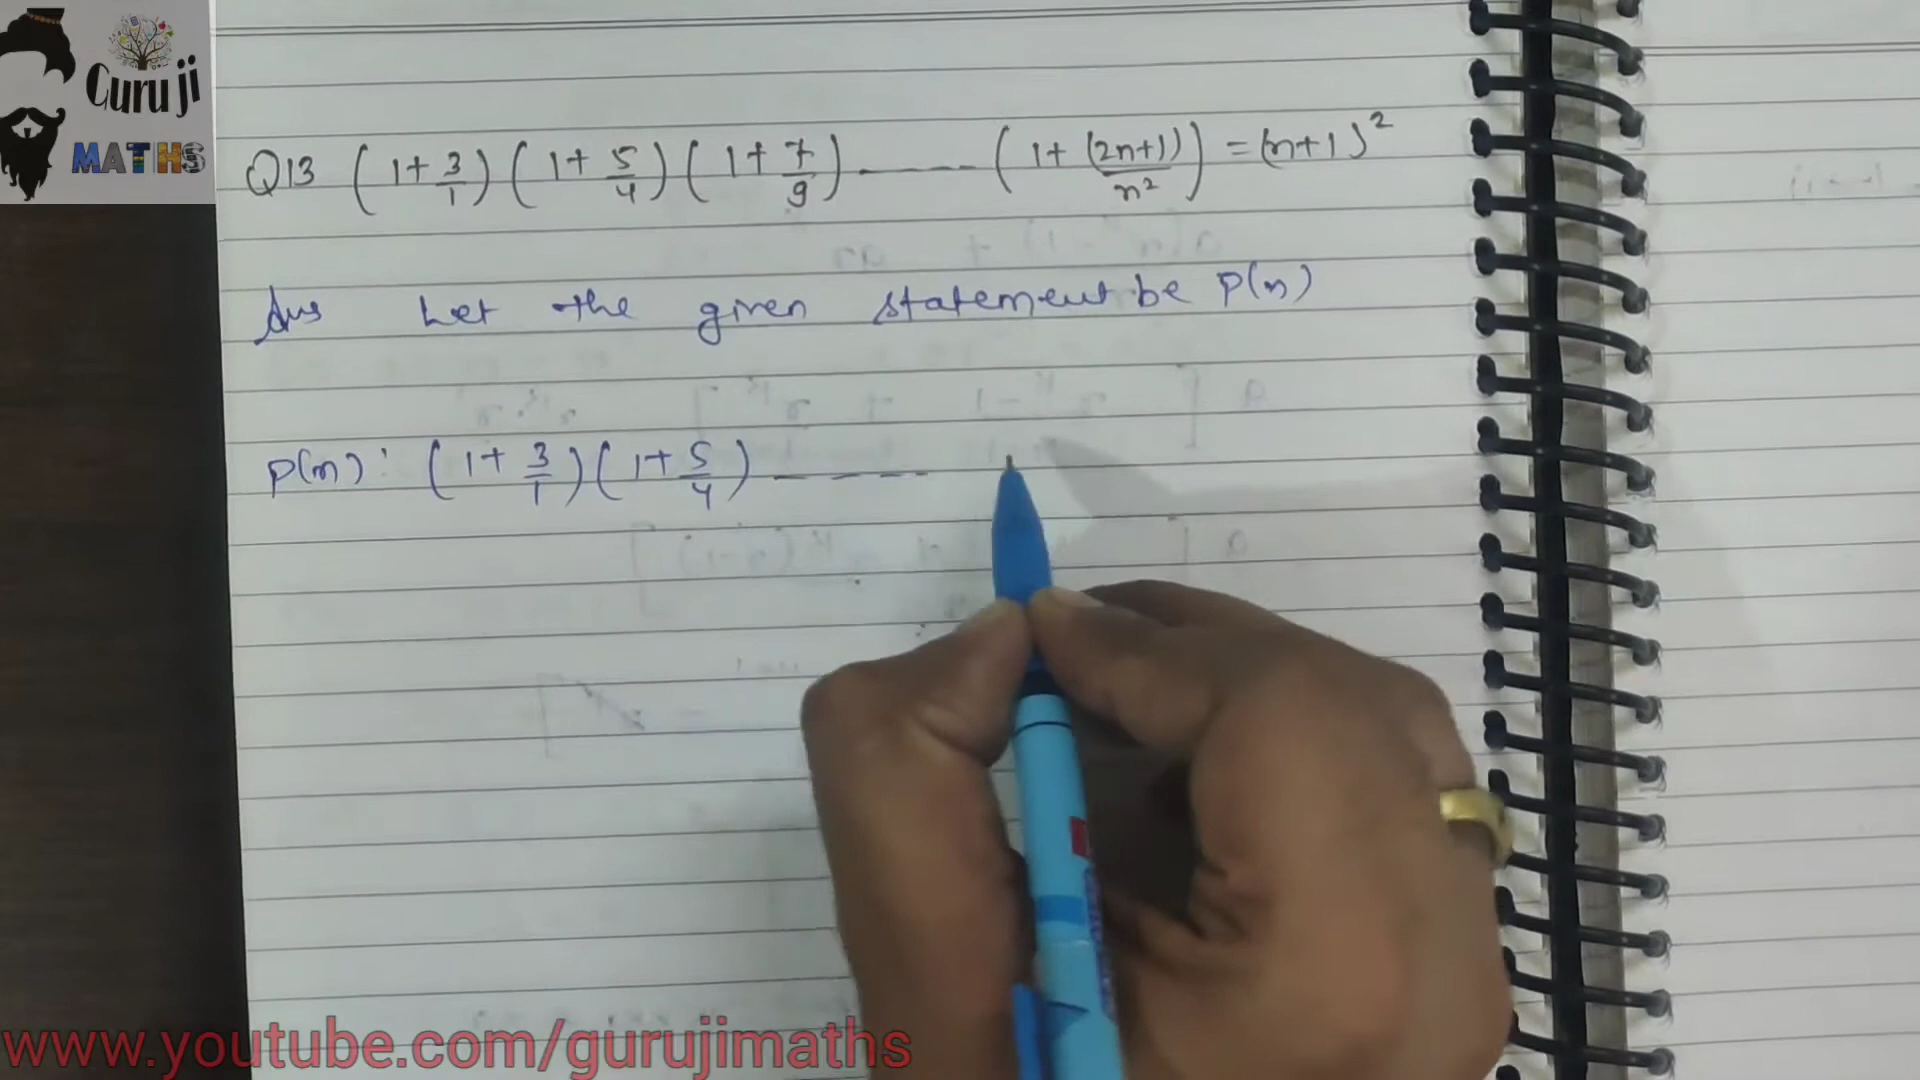 Guru ji
MATHS
Q13 (1+3/1)(1+5/4)(1+7/9)------(1+(2n+1)/n²)=(n+1)²
Ans Let the given statement be P(n)
P(n): (1+3/1)(1+5/4)----
www.youtube.com/gurujimaths